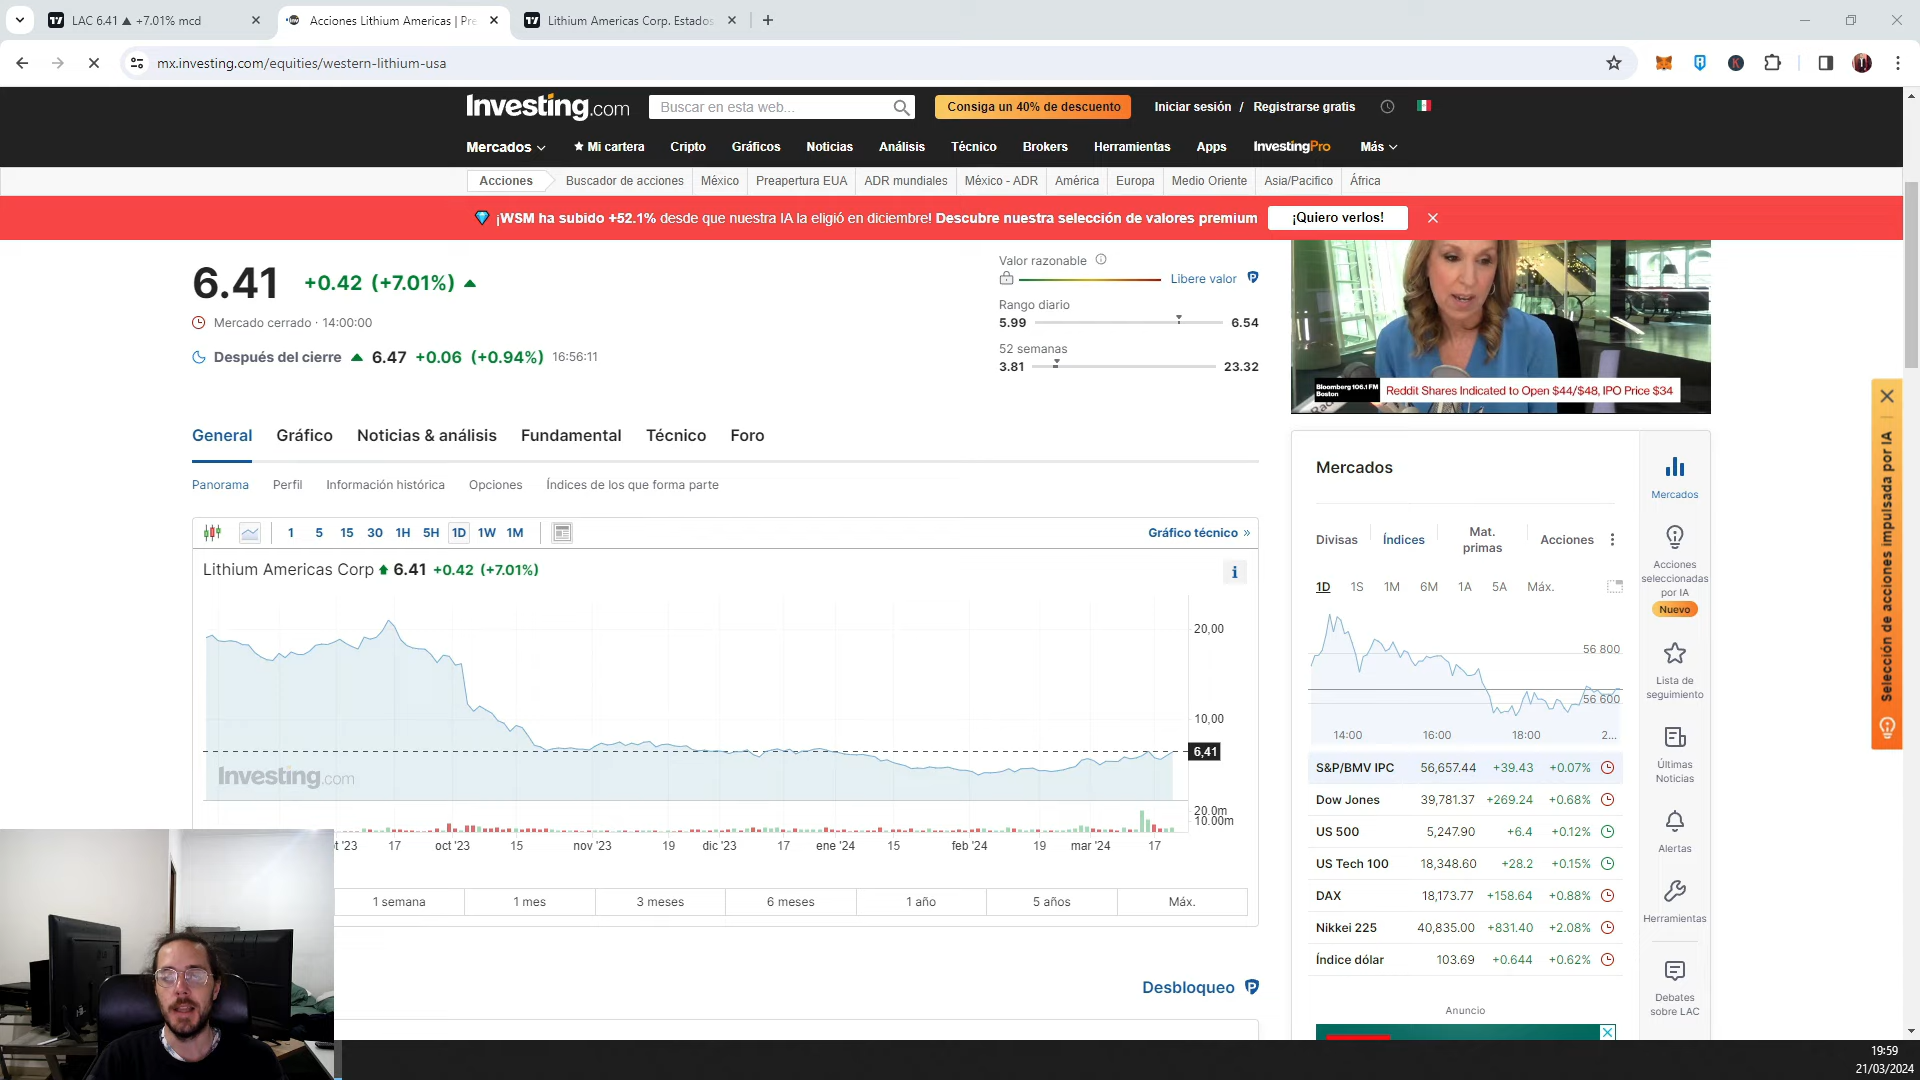 LAC 6.41 ▲ +7.01% mcd
Acciones Lithium Americas | Pre
Lithium Americas Corp. Estados
mx.investing.com/equities/western-lithium-usa
Investing.com
Buscar en esta web...
Consiga un 40% de descuento
Iniciar sesión / Registrarse gratis
Mercados
Mi cartera
Cripto
Gráficos
Noticias
Análisis
Técnico
Brokers
Herramientas
Apps
InvestingPro
Más
Acciones
Buscador de acciones
México
Preapertura EUA
ADR mundiales
México - ADR
América
Europa
Medio Oriente
Asia/Pacifico
África
¡WSM ha subido +52.1% desde que nuestra IA la eligió en diciembre! Descubre nuestra selección de valores premium
¡Quiero verlos!
6.41 +0.42 (+7.01%)
Mercado cerrado · 14:00:00
Después del cierre 6.47 +0.06 (+0.94%) 16:56:11
Valor razonable
Libere valor
Rango diario
5.99 6.54
52 semanas
3.81 23.32
Bloomberg 106.1 FM
Boston
Reddit Shares Indicated to Open $44/$48, IPO Price $34
General
Gráfico
Noticias & análisis
Fundamental
Técnico
Foro
Panorama
Perfil
Información histórica
Opciones
Índices de los que forma parte
1 5 15 30 1H 5H 1D 1W 1M
Gráfico técnico »
Lithium Americas Corp 6.41 +0.42 (+7.01%)
20,00
10,00
6,41
Investing.com
20.0m
10.00m
t '23 17 oct '23 15 nov '23 19 dic '23 17 ene '24 15 feb '24 19 mar '24 17
1 semana
1 mes
3 meses
6 meses
1 año
5 años
Máx.
Desbloqueo
Mercados
Divisas
Índices
Mat.
primas
Acciones
1D 1S 1M 6M 1A 5A Máx.
56 800
56 600
14:00 16:00 18:00 2...
S&P/BMV IPC 56,657.44 +39.43 +0.07%
Dow Jones 39,781.37 +269.24 +0.68%
US 500 5,247.90 +6.4 +0.12%
US Tech 100 18,348.60 +28.2 +0.15%
DAX 18,173.77 +158.64 +0.88%
Nikkei 225 40,835.00 +831.40 +2.08%
Índice dólar 103.69 +0.644 +0.62%
Anuncio
Mercados
Acciones
seleccionadas
por IA
Nuevo
Lista de
seguimiento
Últimas
Noticias
Alertas
Herramientas
Debates
sobre LAC
Selección de acciones impulsada por IA
19:59
21/03/2024